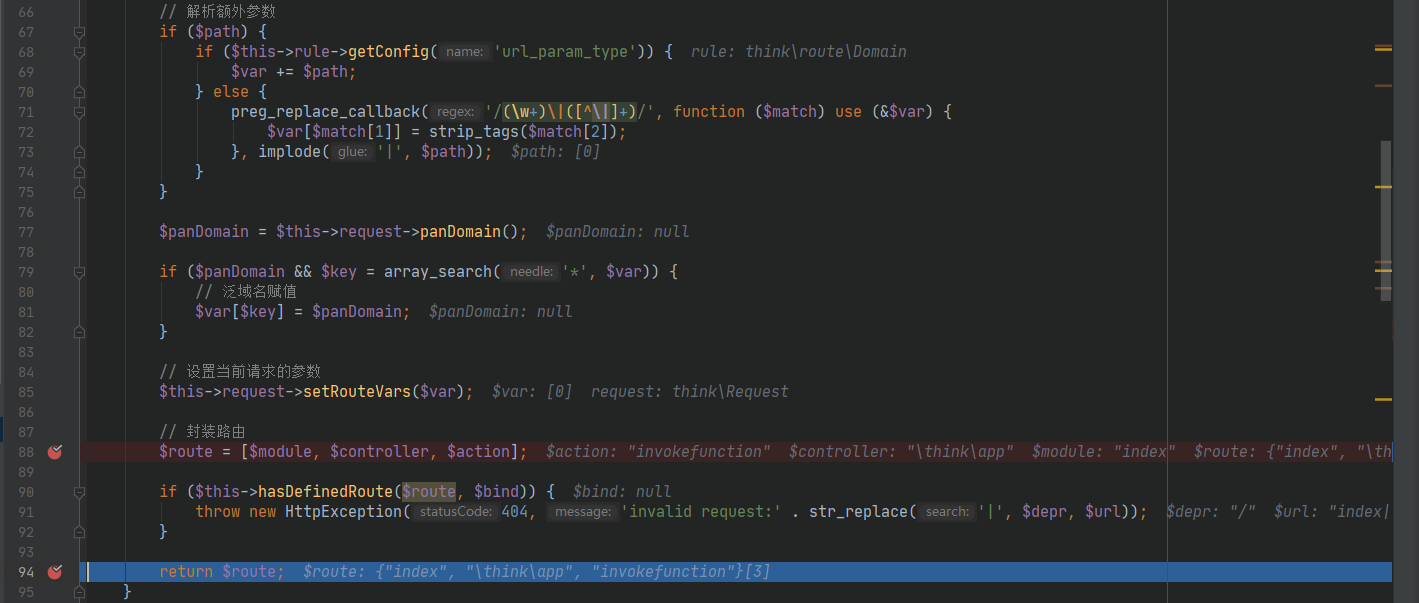 66 // 解析额外参数
67 if ($path) {
68 if ($this->rule->getConfig( name: 'url_param_type')) { rule: think\route\Domain
69 $var += $path;
70 } else {
71 preg_replace_callback( regex: '/(\w+)\|([^\|]+)/', function ($match) use (&$var) {
72 $var[$match[1]] = strip_tags($match[2]);
73 }, implode( glue: '|', $path)); $path: [0]
74 }
75 }
76
77 $panDomain = $this->request->panDomain(); $panDomain: null
78
79 if ($panDomain && $key = array_search( needle: '*', $var)) {
80 // 泛域名赋值
81 $var[$key] = $panDomain; $panDomain: null
82 }
83
84 // 设置当前请求的参数
85 $this->request->setRouteVars($var); $var: [0] request: think\Request
86
87 // 封装路由
88 $route = [$module, $controller, $action]; $action: "invokefunction" $controller: "\think\app" $module: "index" $route: {"index", "\th
89
90 if ($this->hasDefinedRoute($route, $bind)) { $bind: null
91 throw new HttpException( statusCode: 404, message: 'invalid request:' . str_replace( search: '|', $depr, $url)); $depr: "/" $url: "index|
92 }
93
94 return $route; $route: {"index", "\think\app", "invokefunction"}[3]
95 }